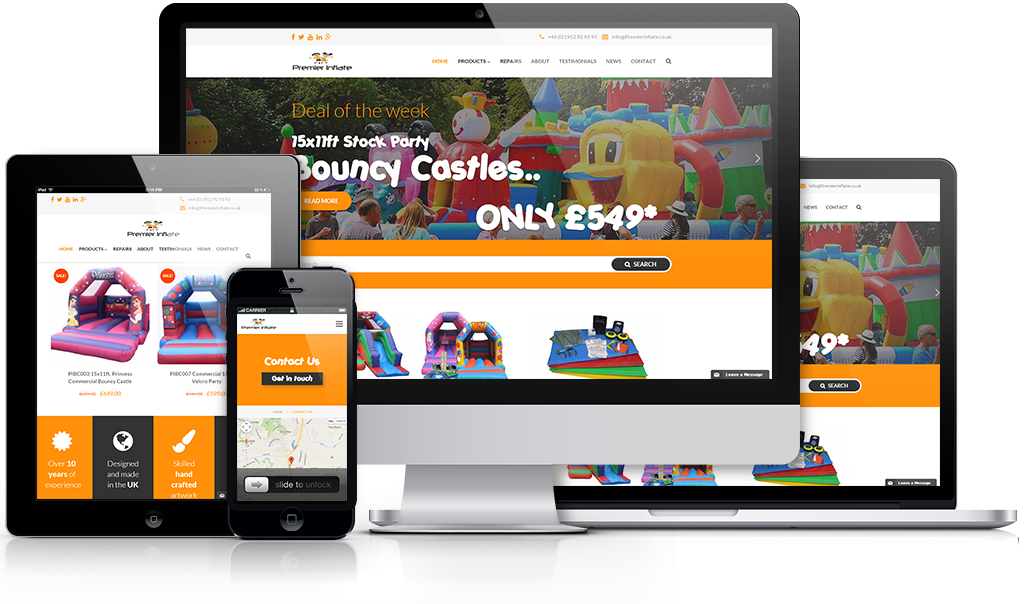 +44 (0)1952 92 93 93 info@PremierInflate.co.uk
Premier Inflate
HOME PRODUCTS REPAIRS ABOUT TESTIMONIALS NEWS CONTACT
Deal of the week
15x11ft Stock Party
Bouncy Castles..
READ MORE
ONLY £549*
SEARCH
Leave a Message
iPad
+44 (0)1952 92 93 93
info@PremierInflate.co.uk
Premier Inflate
HOME PRODUCTS REPAIRS ABOUT TESTIMONIALS NEWS CONTACT
SALE!
SALE!
PIBC003 15x11ft. Princess
Commercial Bouncy Castle
£649.00
PIBC007 Commercial
Velcro Party
£599.00
Over 10
years of
experience
Designed
and made
in the UK
Skilled
hand
crafted
artwork
CARRIER
Premier Inflate
Contact Us
Get in touch
HOME CONTACT US
slide to unlock
info@PremierInflate.co.uk
NEWS CONTACT
49*
SEARCH
Leave a Message